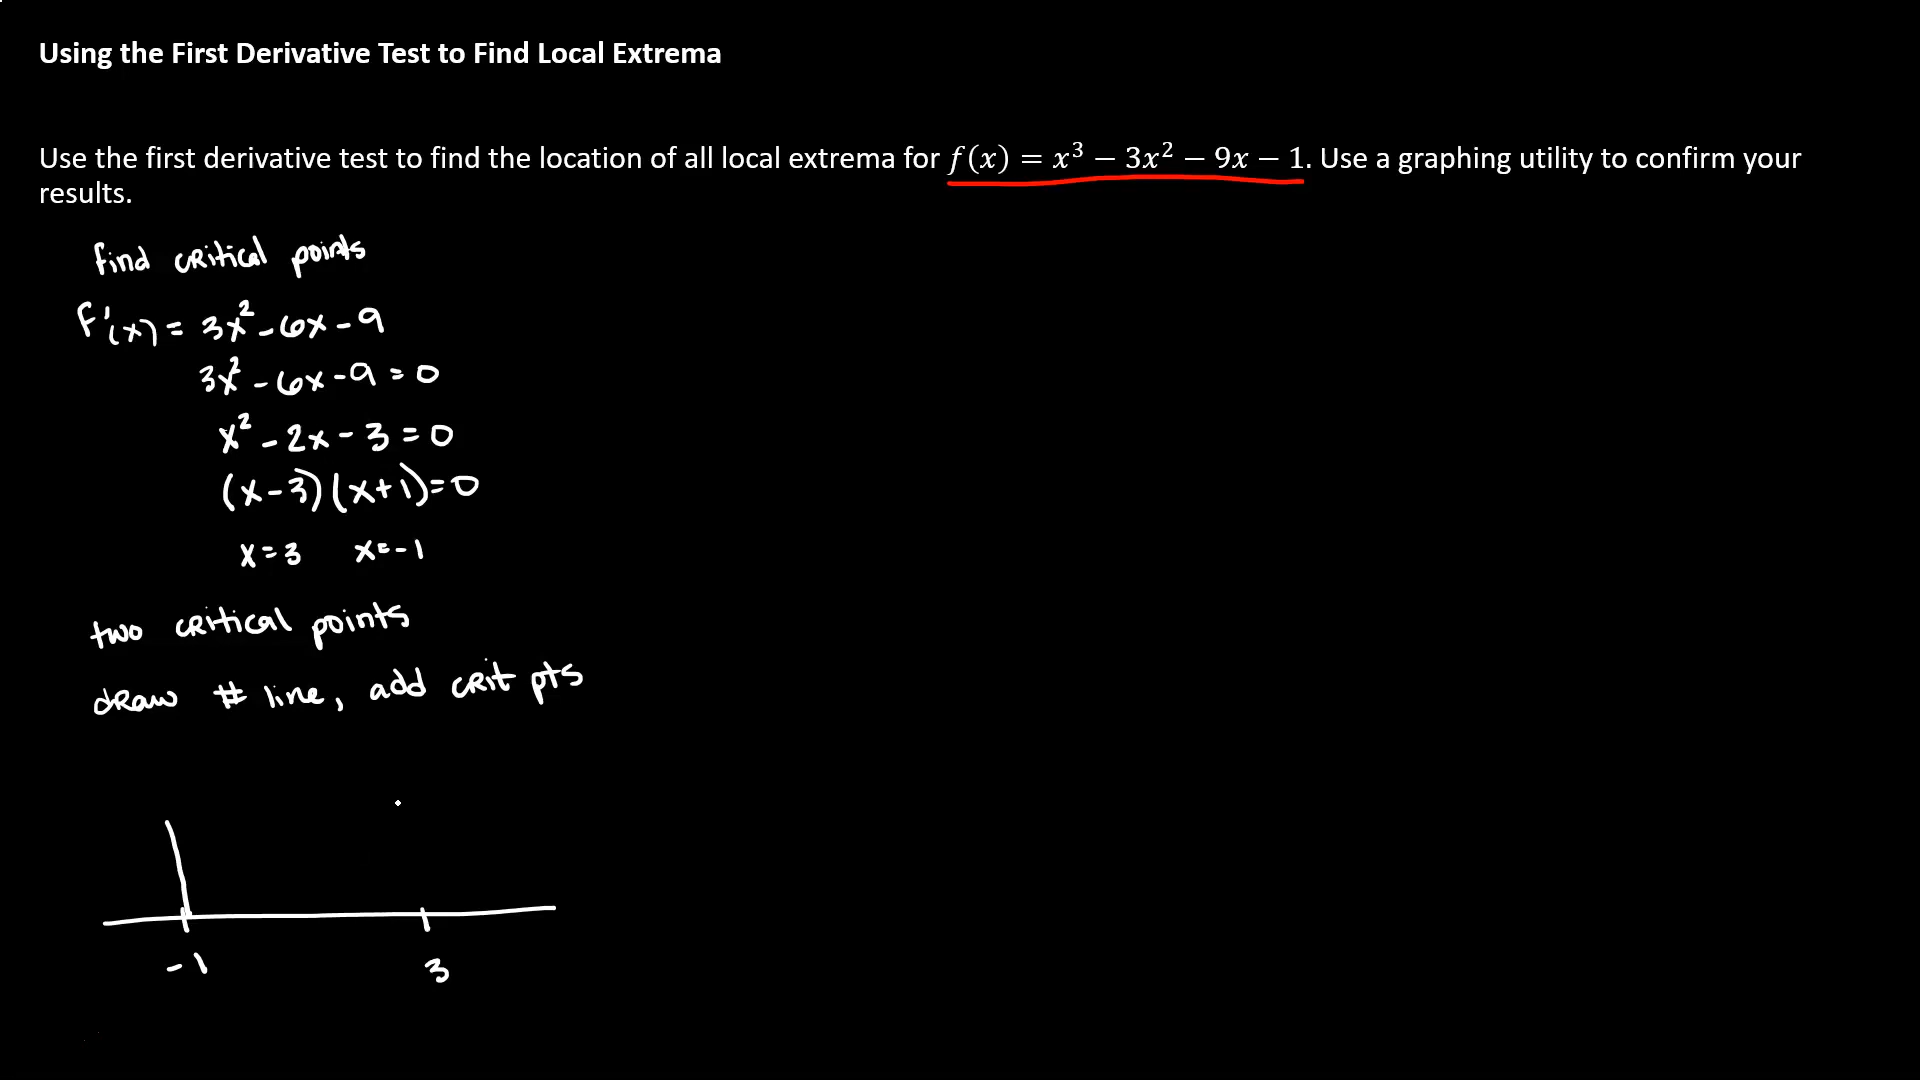 Using the First Derivative Test to Find Local Extrema
Use the first derivative test to find the location of all local extrema for f(x) = x³ − 3x² − 9x − 1. Use a graphing utility to confirm your
results.
find critical points
f'(x) = 3x² - 6x - 9
3x² - 6x - 9 = 0
x² - 2x - 3 = 0
(x-3)(x+1)=0
x=3 x=-1
two critical points
draw # line, add crit pts
-1 3